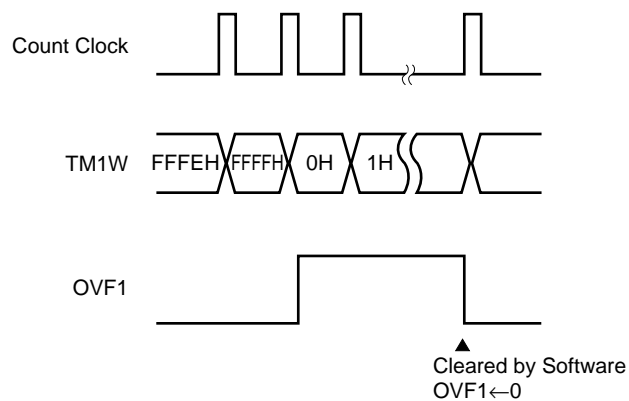 Count Clock
TM1W FFFEH FFFFH 0H 1H
OVF1
Cleared by Software
OVF1←0